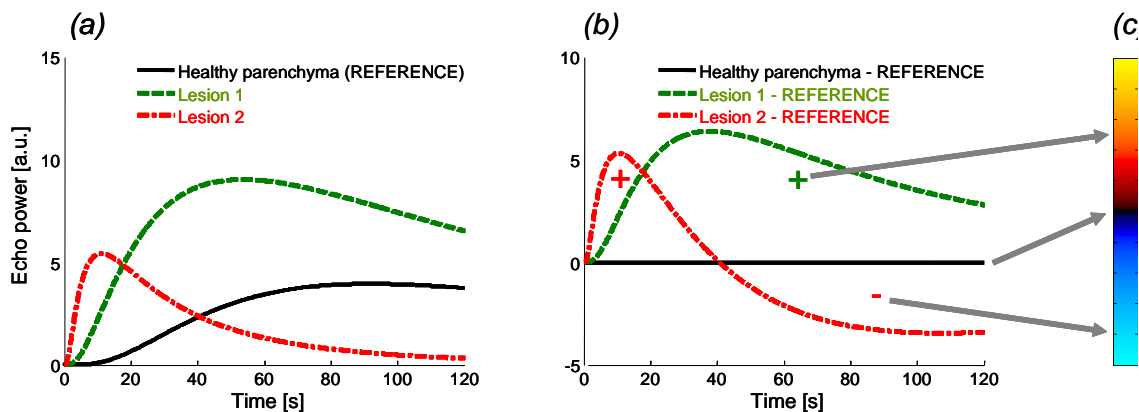 (a)
Echo power [a.u.]
15
10
5
0
Healthy parenchyma (REFERENCE)
Lesion 1
Lesion 2
0 20 40 60 80 100 120
Time [s]
(b)
10
5
0
-5
Healthy parenchyma - REFERENCE
Lesion 1 - REFERENCE
Lesion 2 - REFERENCE
+
+
-
0 20 40 60 80 100 120
Time [s]
(c)